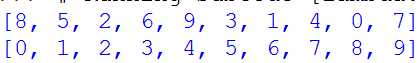 [8, 5, 2, 6, 9, 3, 1, 4, 0, 7]
[0, 1, 2, 3, 4, 5, 6, 7, 8, 9]